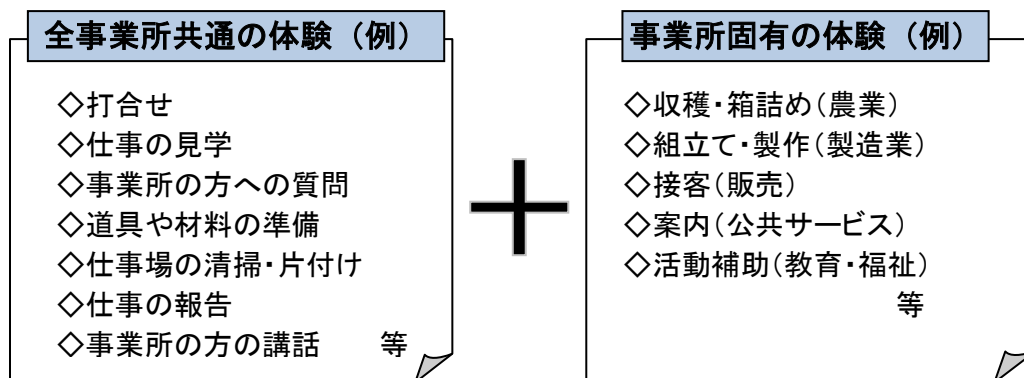 全事業所共通の体験（例）
◇打合せ
◇仕事の見学
◇事業所の方への質問
◇道具や材料の準備
◇仕事場の清掃・片付け
◇仕事の報告
◇事業所の方の講話　　等
事業所固有の体験（例）
◇収穫・箱詰め（農業）
◇組立て・製作（製造業）
◇接客（販売）
◇案内（公共サービス）
◇活動補助（教育・福祉）
等